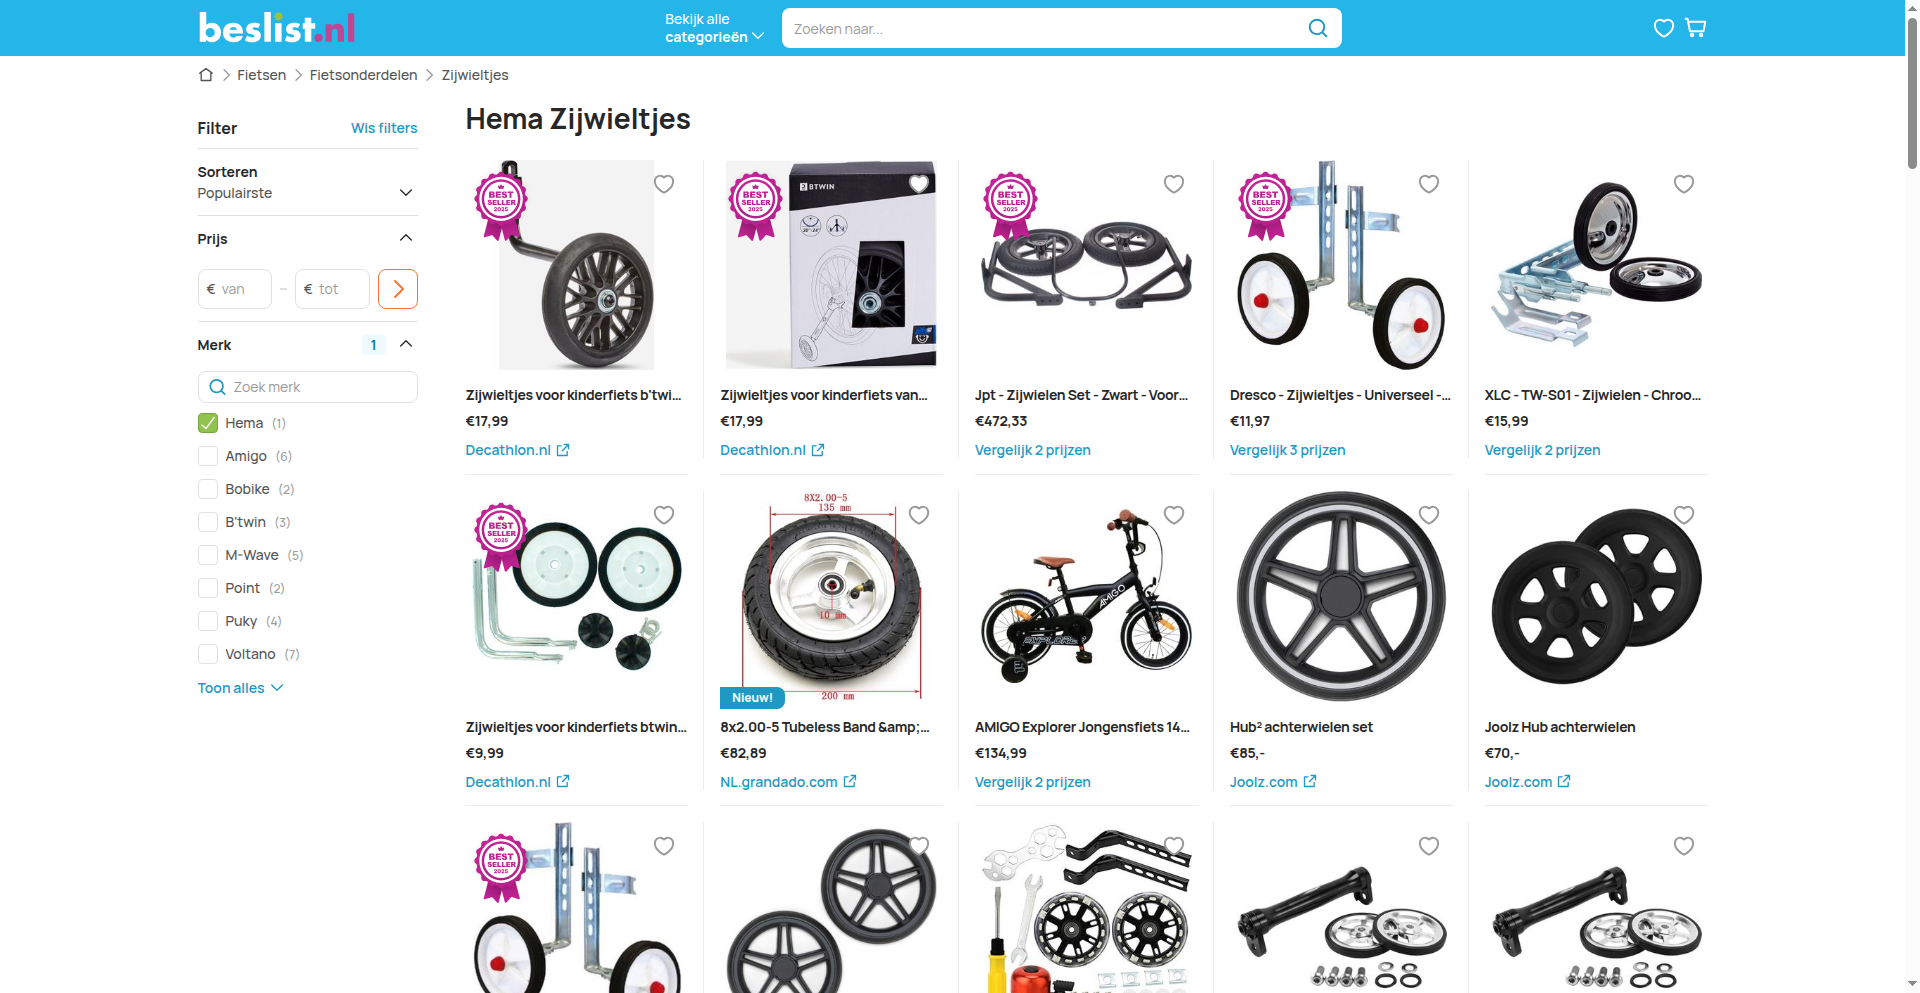 beslist.nl
Bekijk alle
categorieën
Zoeken naar...
Fietsen
Fietsonderdelen
Zijwieltjes
Filter
Wis filters
Sorteren
Populairste
Prijs
€ van
–
€ tot
Merk
1
Zoek merk
Hema (1)
Amigo (6)
Bobike (2)
B'twin (3)
M-Wave (5)
Point (2)
Puky (4)
Voltano (7)
Toon alles
Hema Zijwieltjes
BEST SELLER 2025
Zijwieltjes voor kinderfiets b'twi...
€17,99
Decathlon.nl
BEST SELLER 2025
BTWIN
Zijwieltjes voor kinderfiets van...
€17,99
Decathlon.nl
BEST SELLER 2025
Jpt - Zijwielen Set - Zwart - Voor...
€472,33
Vergelijk 2 prijzen
BEST SELLER 2025
Dresco - Zijwieltjes - Universeel -...
€11,97
Vergelijk 3 prijzen
XLC - TW-S01 - Zijwielen - Chroo...
€15,99
Vergelijk 2 prijzen
BEST SELLER 2025
Zijwieltjes voor kinderfiets btwin...
€9,99
Decathlon.nl
8X2.00-5
135 mm
10 mm
200 mm
Nieuw!
8x2.00-5 Tubeless Band &amp;...
€82,89
NL.grandado.com
AMIGO
EXPLORER
AMIGO Explorer Jongensfiets 14...
€134,99
Vergelijk 2 prijzen
Hub² achterwielen set
€85,-
Joolz.com
Joolz Hub achterwielen
€70,-
Joolz.com
BEST SELLER 2025